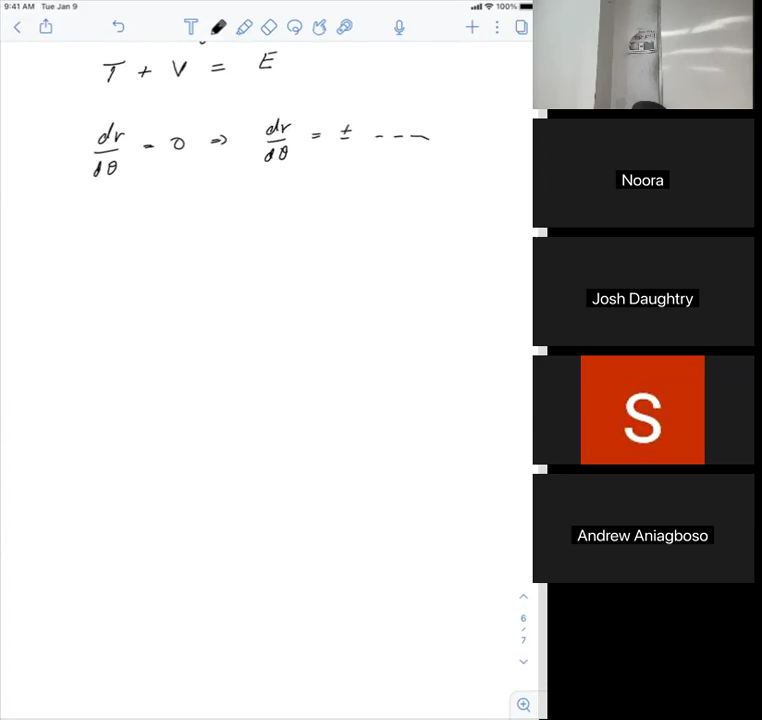 9:41 AM Tue Jan 9
100%
T + V = E
dr/dθ = 0 ⇒ dr/dθ = ± - - -
Noora
Josh Daughtry
S
Andrew Aniagboso
6
/
7